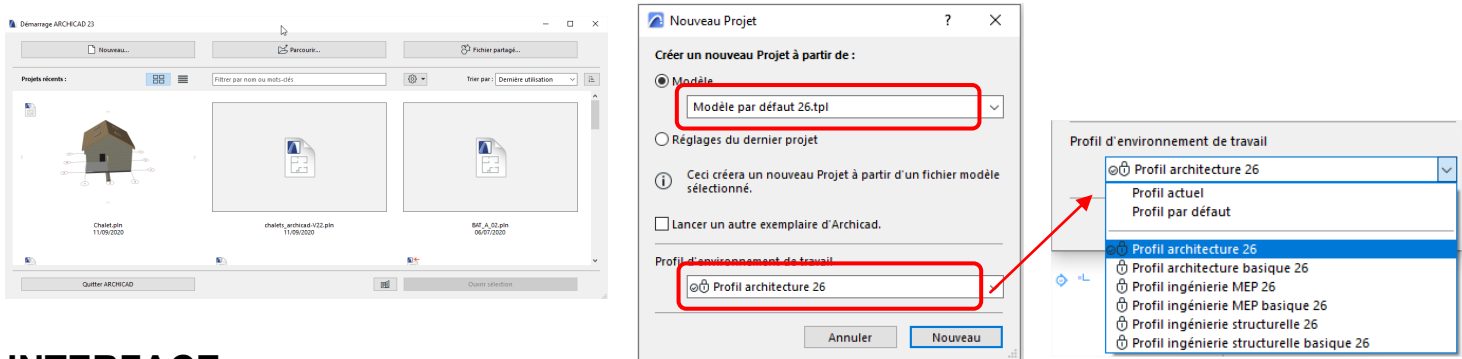 Démarrage ARCHICAD 23
Nouveau...
Parcourir...
Fichier partagé...
Projets récents :
Filtrer par nom ou mots-clés
Trier par : Dernière utilisation
Chalet.pln
11/09/2020
chalets_archicad-V22.pln
11/09/2020
BAT_A_02.pln
06/07/2020
Quitter ARCHICAD
Ouvrir sélection
Nouveau Projet
Créer un nouveau Projet à partir de :
Modèle
Modèle par défaut 26.tpl
Réglages du dernier projet
Ceci créera un nouveau Projet à partir d'un fichier modèle
sélectionné.
Lancer un autre exemplaire d'Archicad.
Profil d'environnement de travail
Profil architecture 26
Annuler
Nouveau
Profil d'environnement de travail
Profil architecture 26
Profil actuel
Profil par défaut
Profil architecture 26
Profil architecture basique 26
Profil ingénierie MEP 26
Profil ingénierie MEP basique 26
Profil ingénierie structurelle 26
Profil ingénierie structurelle basique 26
INTERFACE